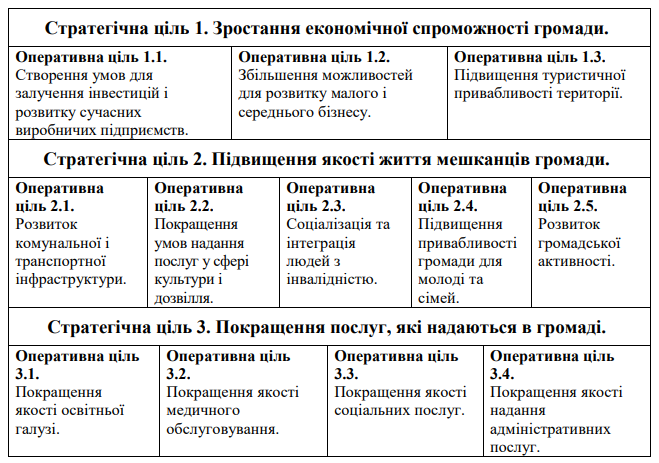 Стратегічна ціль 1. Зростання економічної спроможності громади.
Оперативна ціль 1.1.
Створення умов для
залучення інвестицій і
розвитку сучасних
виробничих підприємств.
Оперативна ціль 1.2.
Збільшення можливостей
для розвитку малого і
середнього бізнесу.
Оперативна ціль 1.3.
Підвищення туристичної
привабливості території.
Стратегічна ціль 2. Підвищення якості життя мешканців громади.
Оперативна
ціль 2.1.
Розвиток
комунальної і
транспортної
інфраструктури.
Оперативна
ціль 2.2.
Покращення
умов надання
послуг у сфері
культури і
дозвілля.
Оперативна
ціль 2.3.
Соціалізація та
інтеграція
людей з
інвалідністю.
Оперативна
ціль 2.4.
Підвищення
привабливості
громади для
молоді та
сімей.
Оперативна
ціль 2.5.
Розвиток
громадської
активності.
Стратегічна ціль 3. Покращення послуг, які надаються в громаді.
Оперативна ціль
3.1.
Покращення
якості освітньої
галузі.
Оперативна ціль
3.2.
Покращення якості
медичного
обслуговування.
Оперативна ціль
3.3.
Покращення якості
соціальних послуг.
Оперативна ціль
3.4.
Покращення якості
надання
адміністративних
послуг.